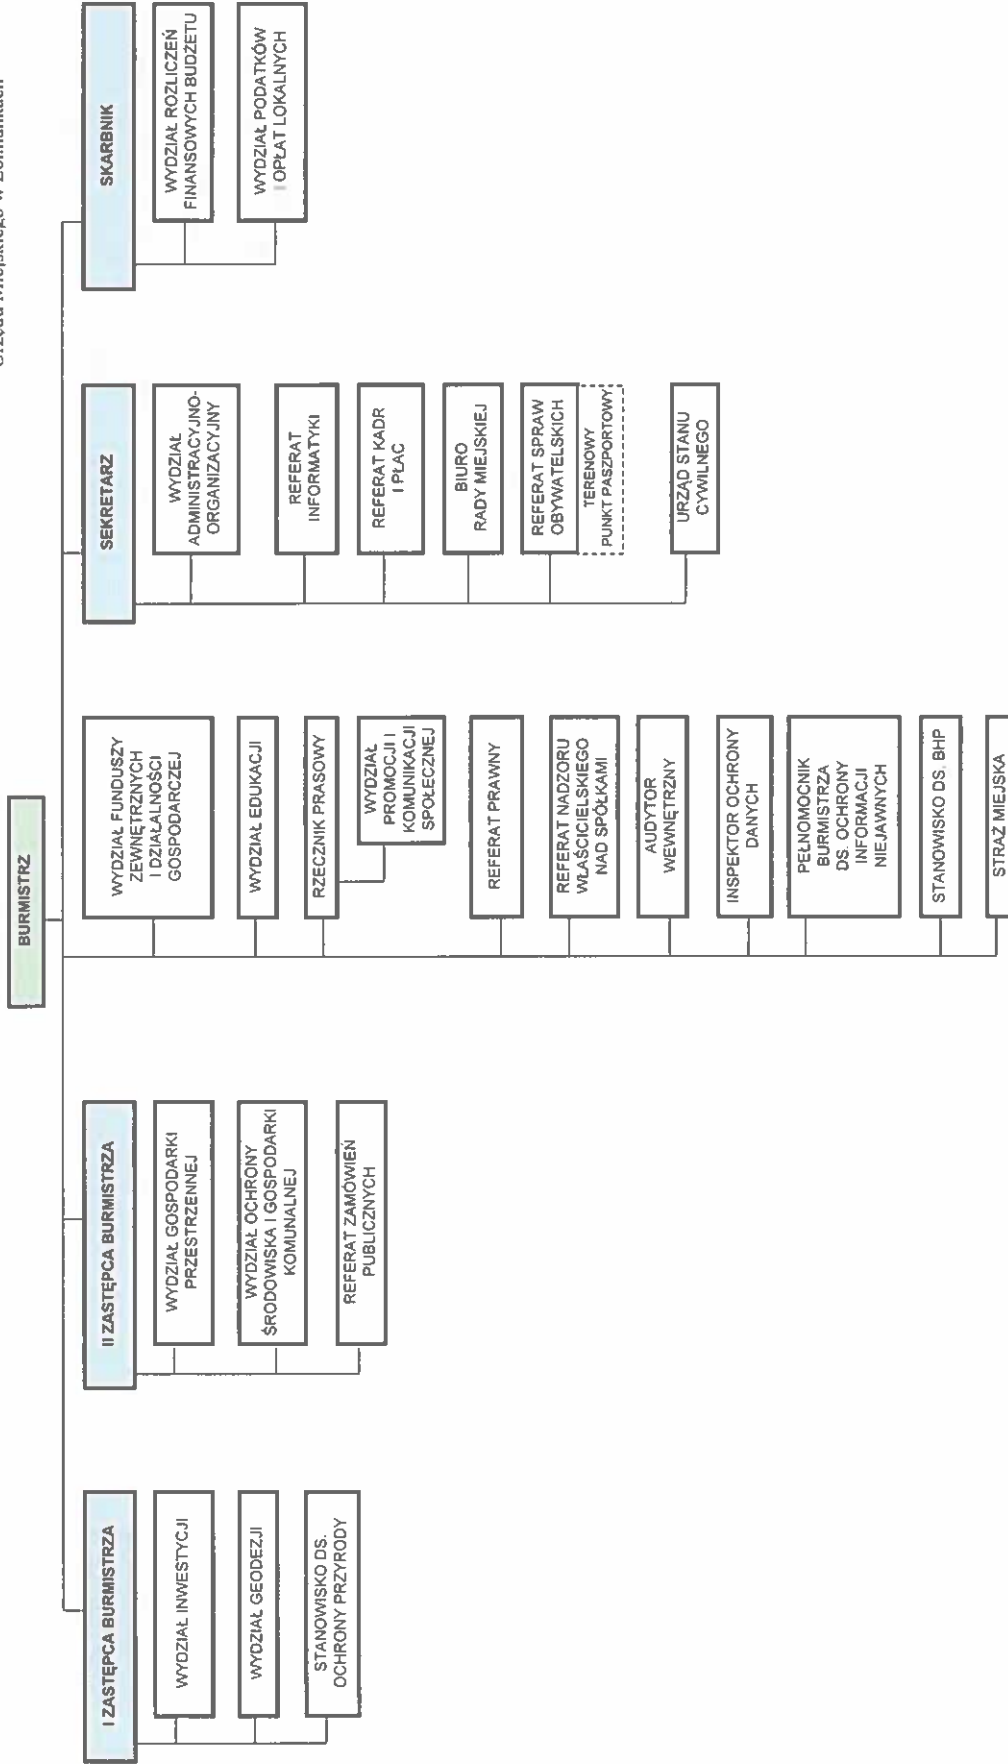 Urzędu Miejskiego w Łomiankach
BURMISTRZ
I ZASTĘPCA BURMISTRZA
WYDZIAŁ INWESTYCJI
WYDZIAŁ GEODEZJI
STANOWISKO DS.
OCHRONY PRZYRODY
II ZASTĘPCA BURMISTRZA
WYDZIAŁ GOSPODARKI
PRZESTRZENNEJ
WYDZIAŁ OCHRONY
ŚRODOWISKA I GOSPODARKI
KOMUNALNEJ
REFERAT ZAMÓWIEŃ
PUBLICZNYCH
WYDZIAŁ FUNDUSZY
ZEWNĘTRZNYCH
I DZIAŁALNOŚCI
GOSPODARCZEJ
WYDZIAŁ EDUKACJI
RZECZNIK PRASOWY
WYDZIAŁ
PROMOCJI I
KOMUNIKACJI
SPOŁECZNEJ
REFERAT PRAWNY
REFERAT NADZORU
WŁAŚCICIELSKIEGO
NAD SPÓŁKAMI
AUDYTOR
WEWNĘTRZNY
INSPEKTOR OCHRONY
DANYCH
PEŁNOMOCNIK
BURMISTRZA
DS. OCHRONY
INFORMACJI
NIEJAWNYCH
STANOWISKO DS. BHP
STRAŻ MIEJSKA
SEKRETARZ
WYDZIAŁ
ADMINISTRACYJNO-
ORGANIZACYJNY
REFERAT
INFORMATYKI
REFERAT KADR
I PŁAC
BIURO
RADY MIEJSKIEJ
REFERAT SPRAW
OBYWATELSKICH
TERENOWY
PUNKT PASZPORTOWY
URZĄD STANU
CYWILNEGO
SKARBNIK
WYDZIAŁ ROZLICZEŃ
FINANSOWYCH BUDŻETU
WYDZIAŁ PODATKÓW
I OPŁAT LOKALNYCH